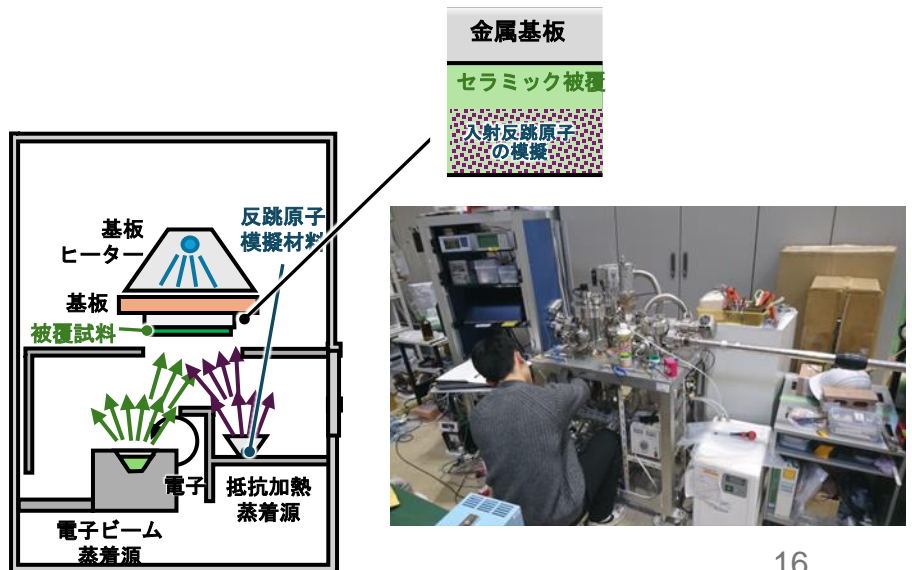 金属基板
セラミック被覆
入射反跳原子
の模擬
反跳原子
模擬材料
基板
ヒーター
基板
被覆試料
電子
抵抗加熱
蒸着源
電子ビーム
蒸着源
16